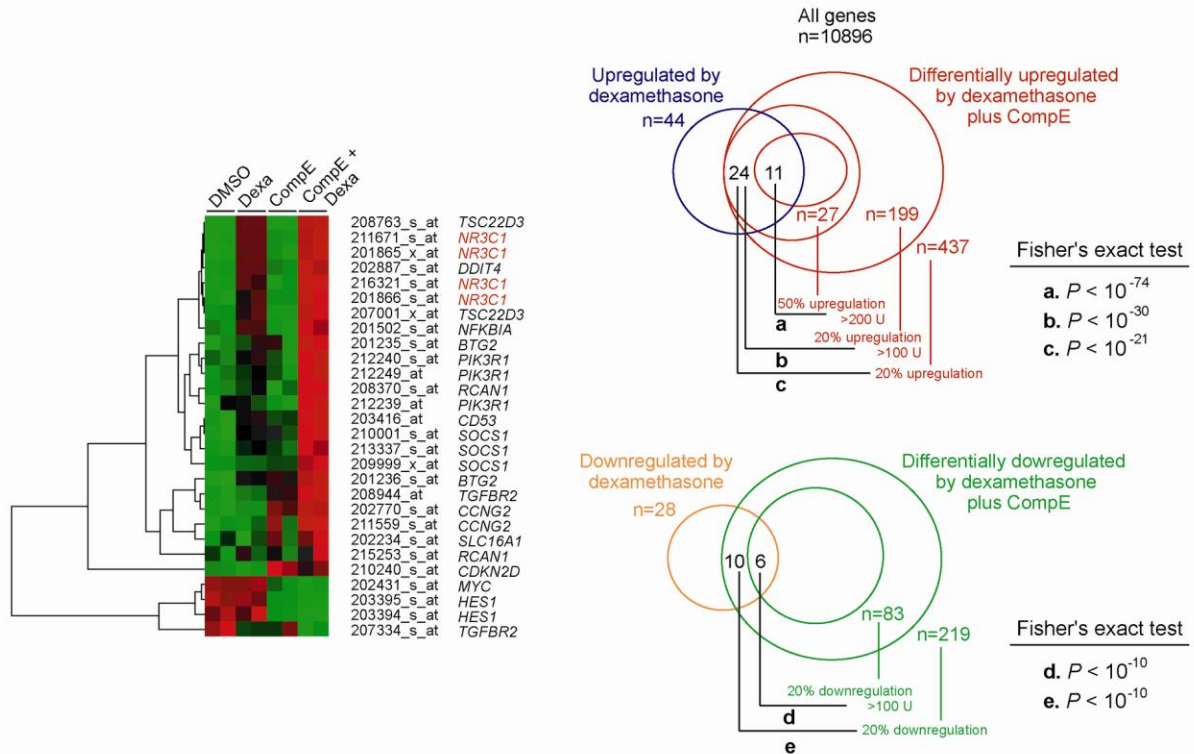 DMSO
Dexa
CompE
CompE +
Dexa
208763_s_at TSC22D3
211671_s_at NR3C1
201865_x_at NR3C1
202887_s_at DDIT4
216321_s_at NR3C1
201866_s_at NR3C1
207001_x_at TSC22D3
201502_s_at NFKBIA
201235_s_at BTG2
212240_s_at PIK3R1
212249_at PIK3R1
208370_s_at RCAN1
212239_at PIK3R1
203416_at CD53
210001_s_at SOCS1
213337_s_at SOCS1
209999_x_at SOCS1
201236_s_at BTG2
208944_at TGFBR2
202770_s_at CCNG2
211559_s_at CCNG2
202234_s_at SLC16A1
215253_s_at RCAN1
210240_s_at CDKN2D
202431_s_at MYC
203395_s_at HES1
203394_s_at HES1
207334_s_at TGFBR2
All genes
n=10896
Upregulated by
dexamethasone
n=44
Differentially upregulated
by dexamethasone
plus CompE
24 11
n=27
n=199
n=437
50% upregulation
>200 U
a
20% upregulation
>100 U
b
20% upregulation
c
Fisher's exact test
a. P < 10^-74
b. P < 10^-30
c. P < 10^-21
Downregulated by
dexamethasone
n=28
Differentially dowregulated
by dexamethasone
plus CompE
10 6
n=83
n=219
20% downregulation
>100 U
d
20% downregulation
e
Fisher's exact test
d. P < 10^-10
e. P < 10^-10